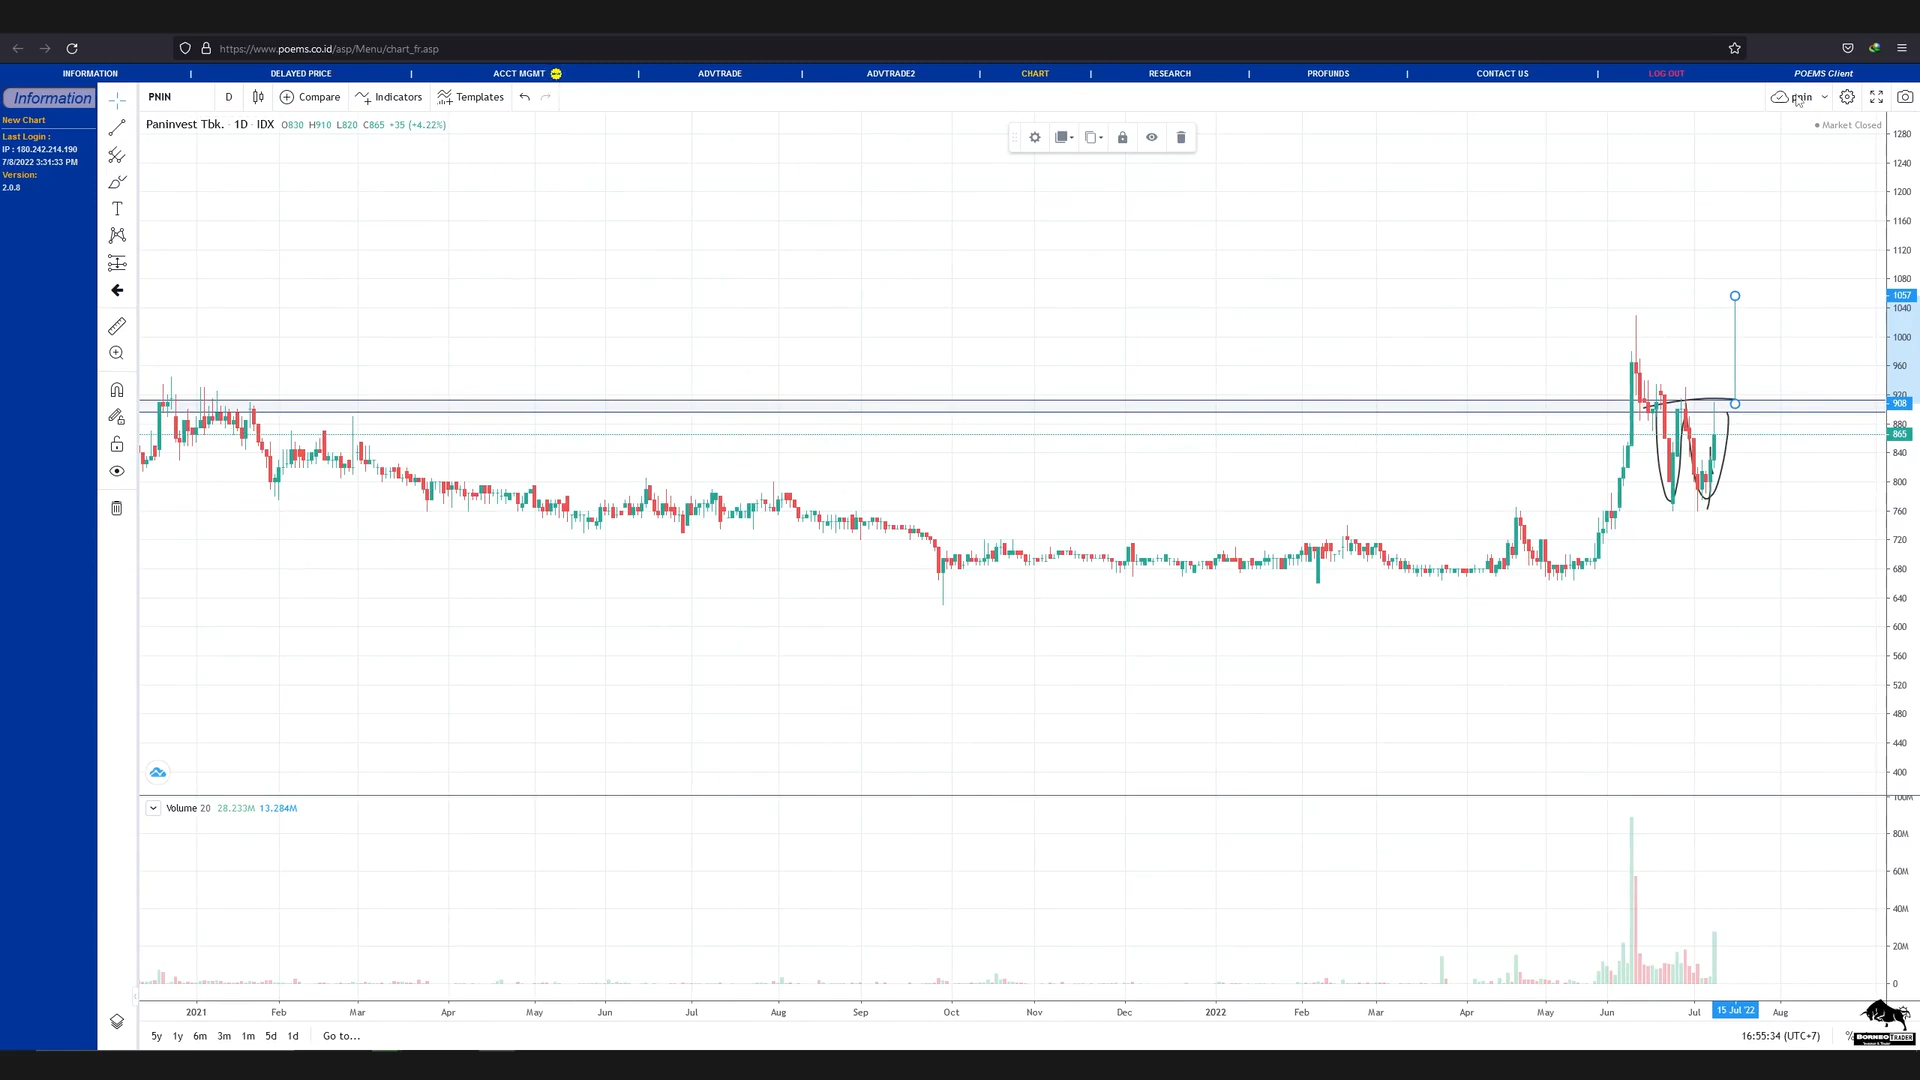 https://www.poems.co.id/asp/Menu/chart_fr.asp
INFORMATION | DELAYED PRICE | ACCT MGMT | ADVTRADE | ADVTRADE2 | CHART | RESEARCH | PROFUNDS | CONTACT US | LOG OUT POEMS Client
Information
PNIN D Compare Indicators Templates pnin
New Chart
Last Login :
IP : 180.242.214.190
7/8/2022 3:31:33 PM
Version:
2.0.8
Paninvest Tbk. · 1D · IDX O830 H910 L820 C865 +35 (+4.22%)
Market Closed
1280
1240
1200
1160
1120
1080
1057
1040
1000
960
920
908
880
865
840
800
760
720
680
640
600
560
520
480
440
400
Volume 20 28.233M 13.284M
100M
80M
60M
40M
20M
0
2021 Feb Mar Apr May Jun Jul Aug Sep Oct Nov Dec 2022 Feb Mar Apr May Jun Jul 15 Jul '22 Aug
5y 1y 6m 3m 1m 5d 1d Go to... 16:55:34 (UTC+7) %
BORNEO TRADER